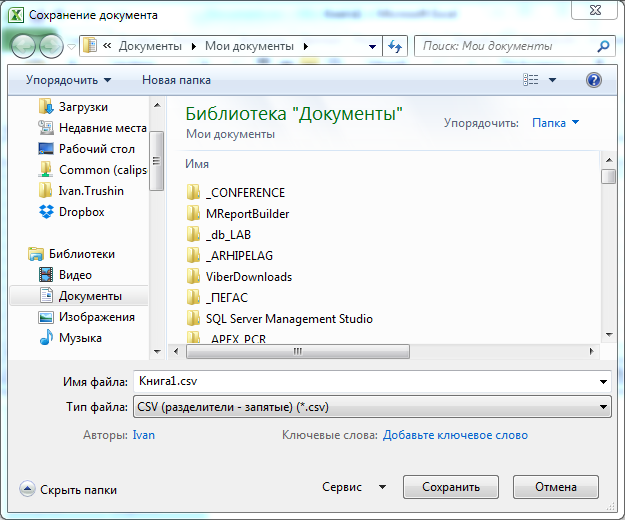 Сохранение документа
« Документы Мои документы Поиск: Мои документы
Упорядочить Новая папка
Загрузки
Недавние места
Рабочий стол
Common (calips
Ivan.Trushin
Dropbox
Библиотеки
Видео
Документы
Изображения
Музыка
Библиотека "Документы"
Мои документы
Упорядочить: Папка
Имя
_CONFERENCE
MReportBuilder
_db_LAB
_ARHIPELAG
ViberDownloads
_ПЕГАС
SQL Server Management Studio
_APEX_PCR
Имя файла: Книга1.csv
Тип файла: CSV (разделители - запятые) (*.csv)
Авторы: Ivan Ключевые слова: Добавьте ключевое слово
Скрыть папки Сервис Сохранить Отмена